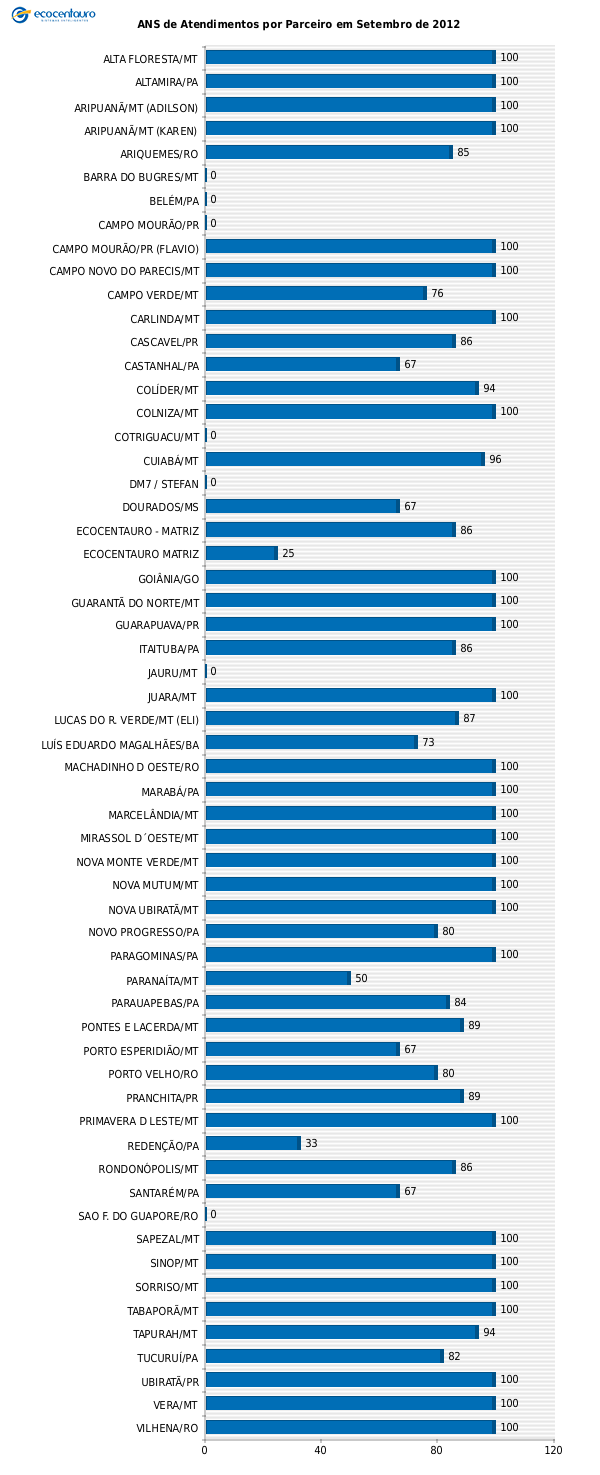 ecocentauro
ANS de Atendimentos por Parceiro em Setembro de 2012
ALTA FLORESTA/MT 100
ALTAMIRA/PA 100
ARIPUANÃ/MT (ADILSON) 100
ARIPUANÃ/MT (KAREN) 100
ARIQUEMES/RO 85
BARRA DO BUGRES/MT 0
BELÉM/PA 0
CAMPO MOURÃO/PR 0
CAMPO MOURÃO/PR (FLAVIO) 100
CAMPO NOVO DO PARECIS/MT 100
CAMPO VERDE/MT 76
CARLINDA/MT 100
CASCAVEL/PR 86
CASTANHAL/PA 67
COLÍDER/MT 94
COLNIZA/MT 100
COTRIGUACU/MT 0
CUIABÁ/MT 96
DM7 / STEFAN 0
DOURADOS/MS 67
ECOCENTAURO - MATRIZ 86
ECOCENTAURO MATRIZ 25
GOIÂNIA/GO 100
GUARANTÃ DO NORTE/MT 100
GUARAPUAVA/PR 100
ITAITUBA/PA 86
JAURU/MT 0
JUARA/MT 100
LUCAS DO R. VERDE/MT (ELI) 87
LUÍS EDUARDO MAGALHÃES/BA 73
MACHADINHO D OESTE/RO 100
MARABÁ/PA 100
MARCELÂNDIA/MT 100
MIRASSOL D´OESTE/MT 100
NOVA MONTE VERDE/MT 100
NOVA MUTUM/MT 100
NOVA UBIRATÃ/MT 100
NOVO PROGRESSO/PA 80
PARAGOMINAS/PA 100
PARANAÍTA/MT 50
PARAUAPEBAS/PA 84
PONTES E LACERDA/MT 89
PORTO ESPERIDIÃO/MT 67
PORTO VELHO/RO 80
PRANCHITA/PR 89
PRIMAVERA D LESTE/MT 100
REDENÇÃO/PA 33
RONDONÓPOLIS/MT 86
SANTARÉM/PA 67
SAO F. DO GUAPORE/RO 0
SAPEZAL/MT 100
SINOP/MT 100
SORRISO/MT 100
TABAPORÃ/MT 100
TAPURAH/MT 94
TUCURUÍ/PA 82
UBIRATÃ/PR 100
VERA/MT 100
VILHENA/RO 100
0 40 80 120